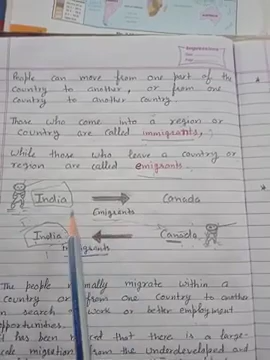 People can move from one part of the
country to another, or from one
country to another country.
Those who come into a region or
country are called immigrants,
While those who leave a country or
region are called emigrants.
India Canada
Emigrants
India Canada
The people migrate within a
country or from one country to another
in search of work or better employment
opportunities.
It has been that there is a large-
scale migration from the underdeveloped and